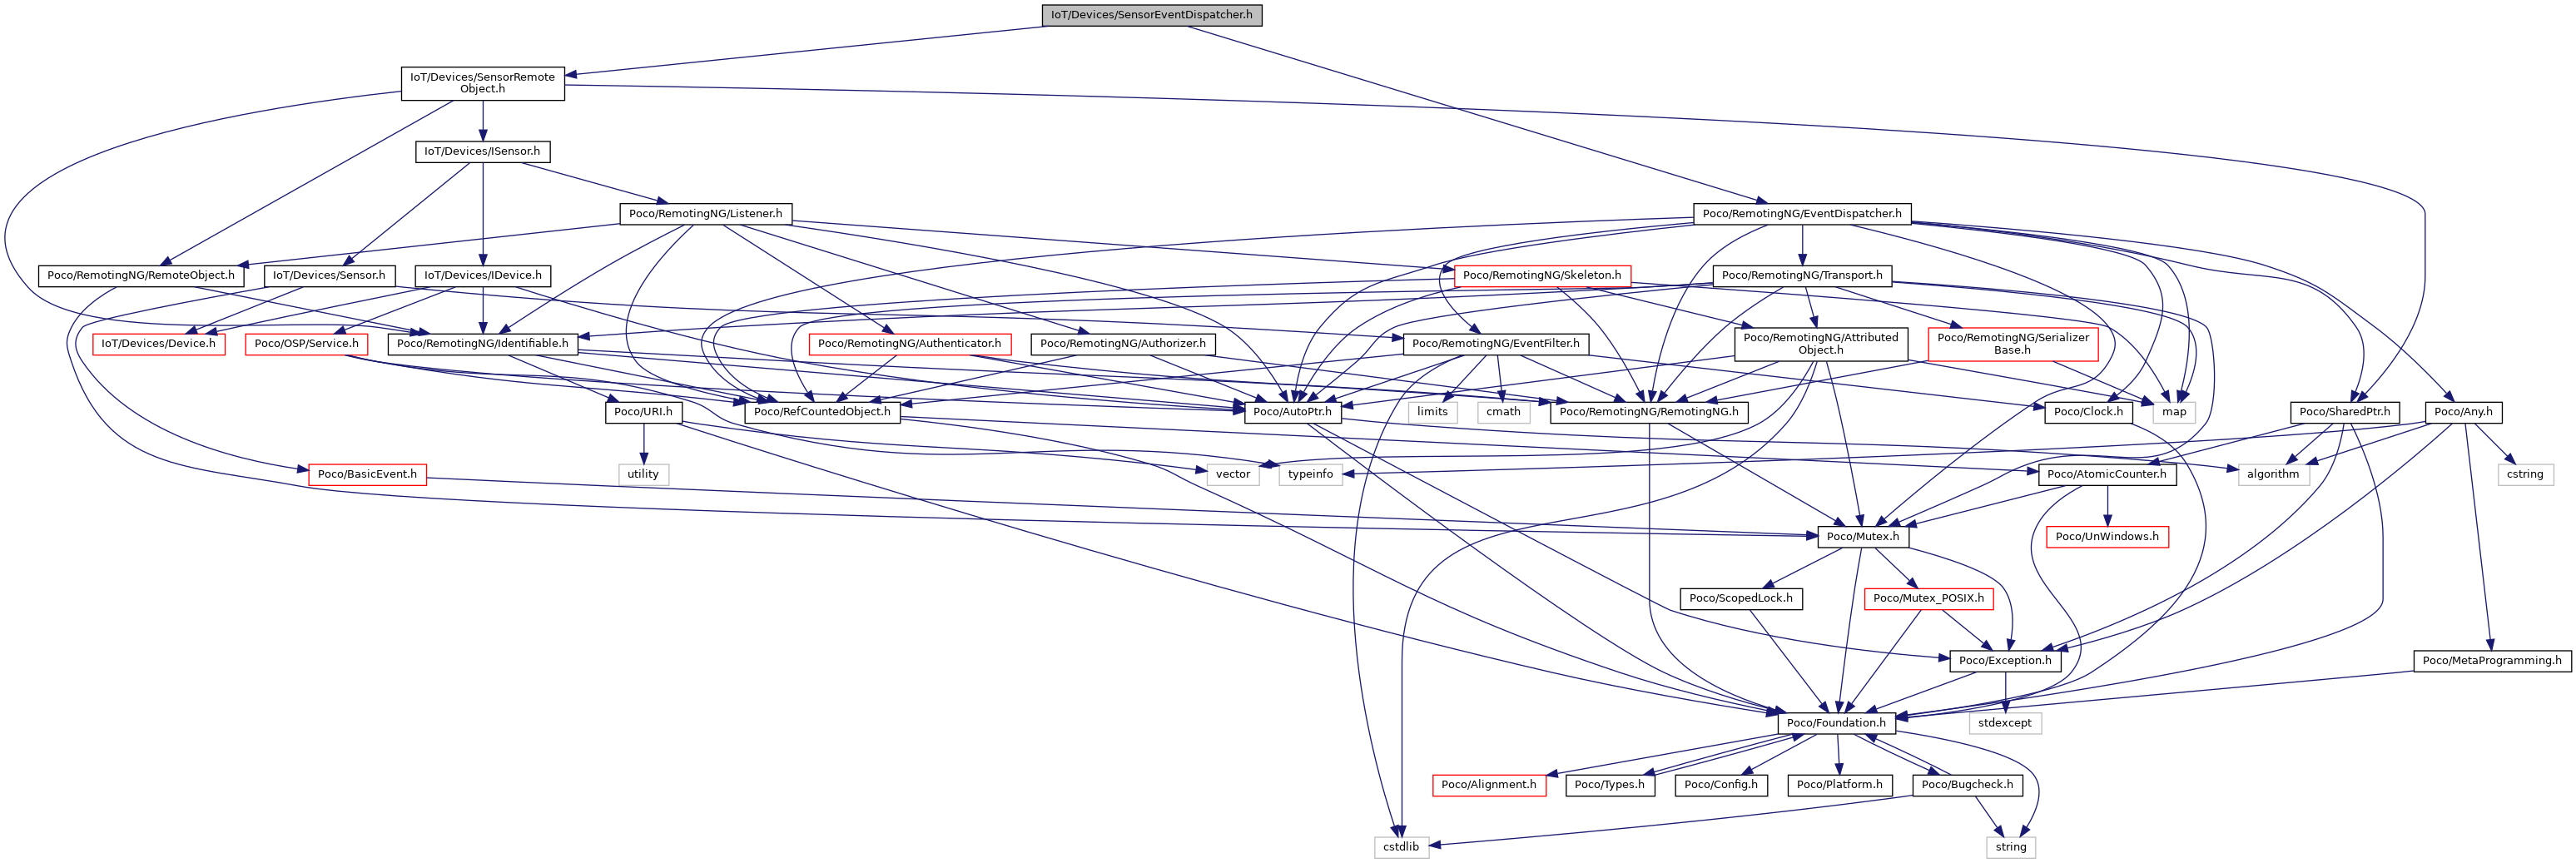 IoT/Devices/SensorEventDispatcher.h
IoT/Devices/SensorRemote
Object.h
IoT/Devices/ISensor.h
Poco/RemotingNG/Listener.h
Poco/RemotingNG/EventDispatcher.h
Poco/RemotingNG/RemoteObject.h
IoT/Devices/Sensor.h
IoT/Devices/IDevice.h
Poco/RemotingNG/Skeleton.h
Poco/RemotingNG/Transport.h
IoT/Devices/Device.h
Poco/OSP/Service.h
Poco/RemotingNG/Identifiable.h
Poco/RemotingNG/Authenticator.h
Poco/RemotingNG/Authorizer.h
Poco/RemotingNG/EventFilter.h
Poco/RemotingNG/Attributed
Object.h
Poco/RemotingNG/Serializer
Base.h
Poco/URI.h
Poco/RefCountedObject.h
Poco/AutoPtr.h
limits
cmath
Poco/RemotingNG/RemotingNG.h
Poco/Clock.h
map
Poco/SharedPtr.h
Poco/Any.h
Poco/BasicEvent.h
utility
vector
typeinfo
Poco/AtomicCounter.h
algorithm
cstring
Poco/Mutex.h
Poco/UnWindows.h
Poco/ScopedLock.h
Poco/Mutex_POSIX.h
Poco/Exception.h
Poco/MetaProgramming.h
Poco/Foundation.h
stdexcept
Poco/Alignment.h
Poco/Types.h
Poco/Config.h
Poco/Platform.h
Poco/Bugcheck.h
cstdlib
string